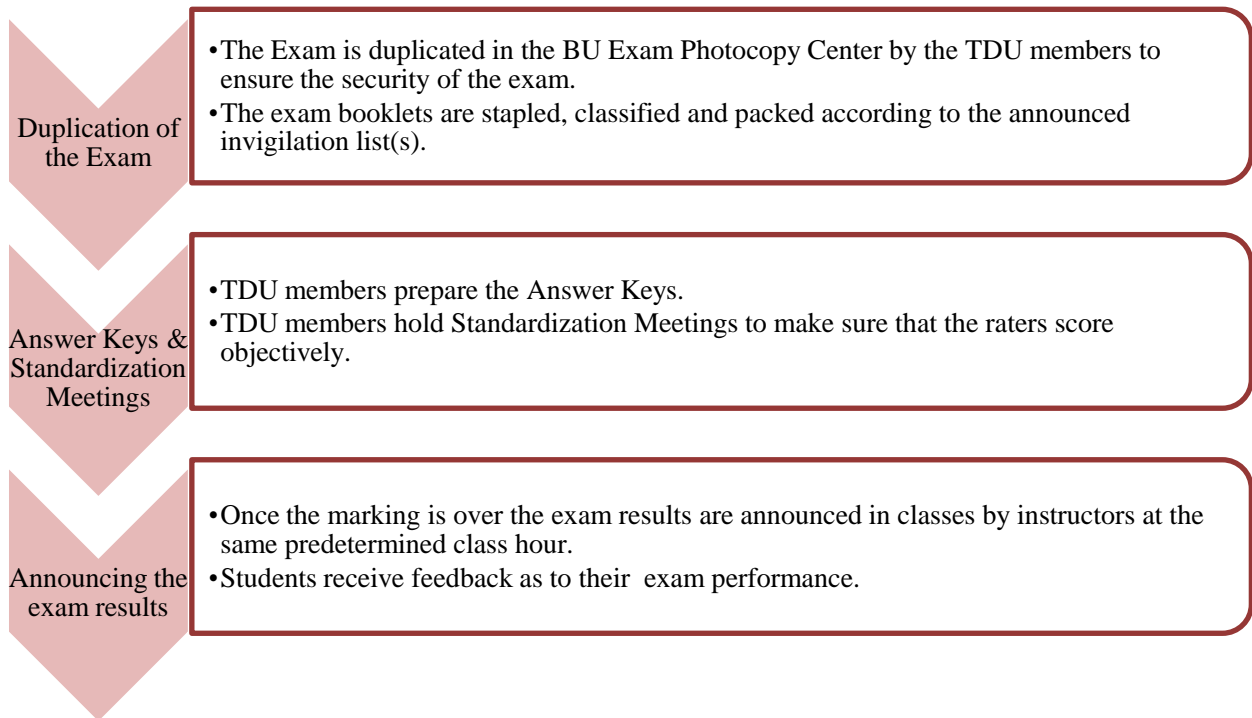 Duplication of
the Exam
•The Exam is duplicated in the BU Exam Photocopy Center by the TDU members to
ensure the security of the exam.
•The exam booklets are stapled, classified and packed according to the announced
invigilation list(s).
Answer Keys &
Standardization
Meetings
•TDU members prepare the Answer Keys.
•TDU members hold Standardization Meetings to make sure that the raters score
objectively.
Announcing the
exam results
•Once the marking is over the exam results are announced in classes by instructors at the
same predetermined class hour.
•Students receive feedback as to their  exam performance.